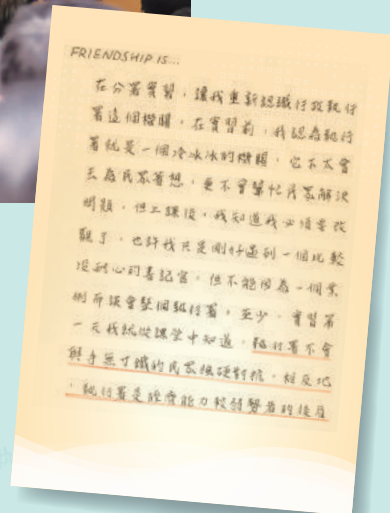 FRIENDSHIP IS...
在分署實習，讓我重新認識行政執行
署這個機關，在實習前，我認為執行
署就是一個冷冰冰的機關，它不太會
去為民眾著想，更不會幫忙民眾解決
問題，但上課後，我知道我必須要改
觀了，也許我只是剛好遇到一個比較
沒耐心的書記官，但不能因為一個案
例而誤會整個執行署，至少，實習第
一天我就從課堂中知道，執行署不會
與手無寸鐵的民眾強硬對抗，相反地
，執行署是陪會能力較弱勢者的後盾